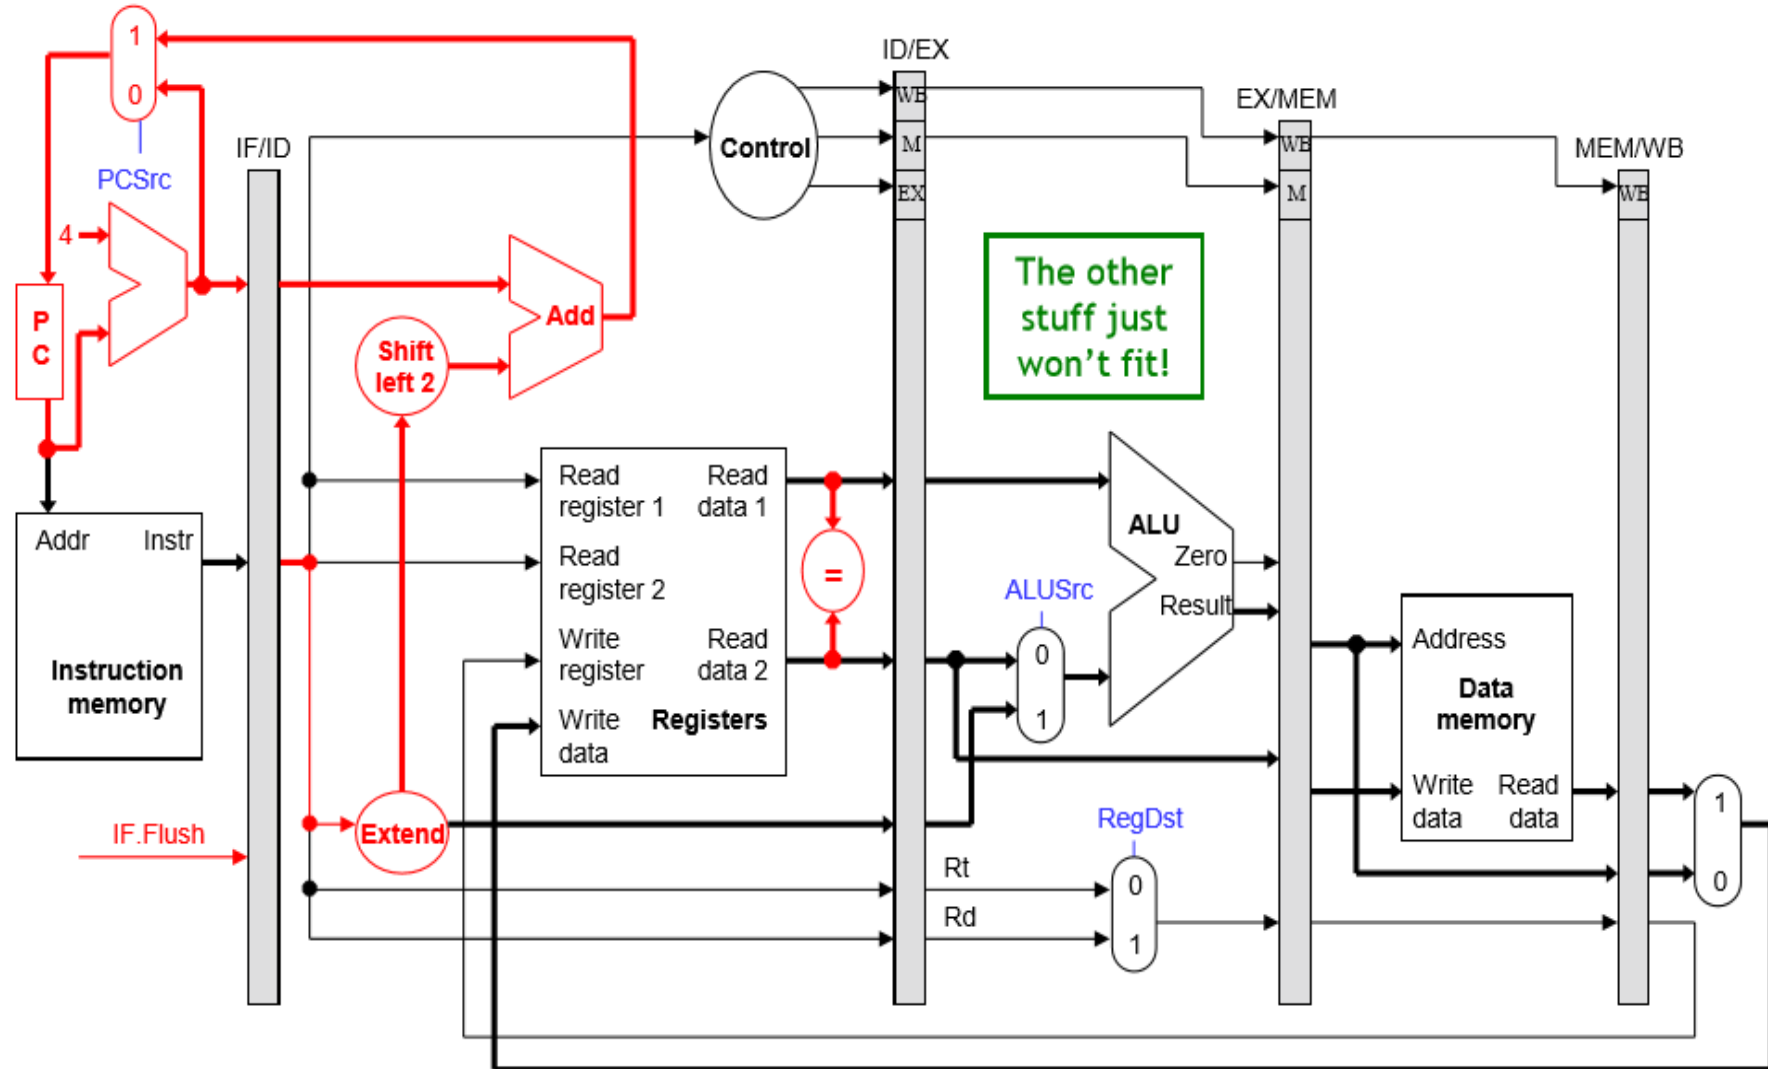 1
0
PCSrc
4
P
C
Addr Instr
Instruction
memory
IF.Flush
IF/ID
Shift
left 2
Add
Extend
Control
Read
register 1
Read
data 1
Read
register 2
Write
register
Read
data 2
Write
data
Registers
=
ID/EX
WB
M
EX
The other
stuff just
won't fit!
ALU
Zero
Result
ALUSrc
0
1
RegDst
Rt
Rd
0
1
EX/MEM
WB
M
Address
Data
memory
Write
data
Read
data
MEM/WB
WB
1
0